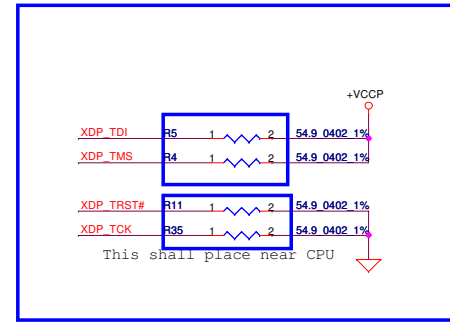 +VCCP
XDP_TDI R5 1 2 54.9_0402_1%
XDP_TMS R4 1 2 54.9_0402_1%
XDP_TRST# R11 1 2 54.9_0402_1%
XDP_TCK R35 1 2 54.9_0402_1%
This shall place near CPU